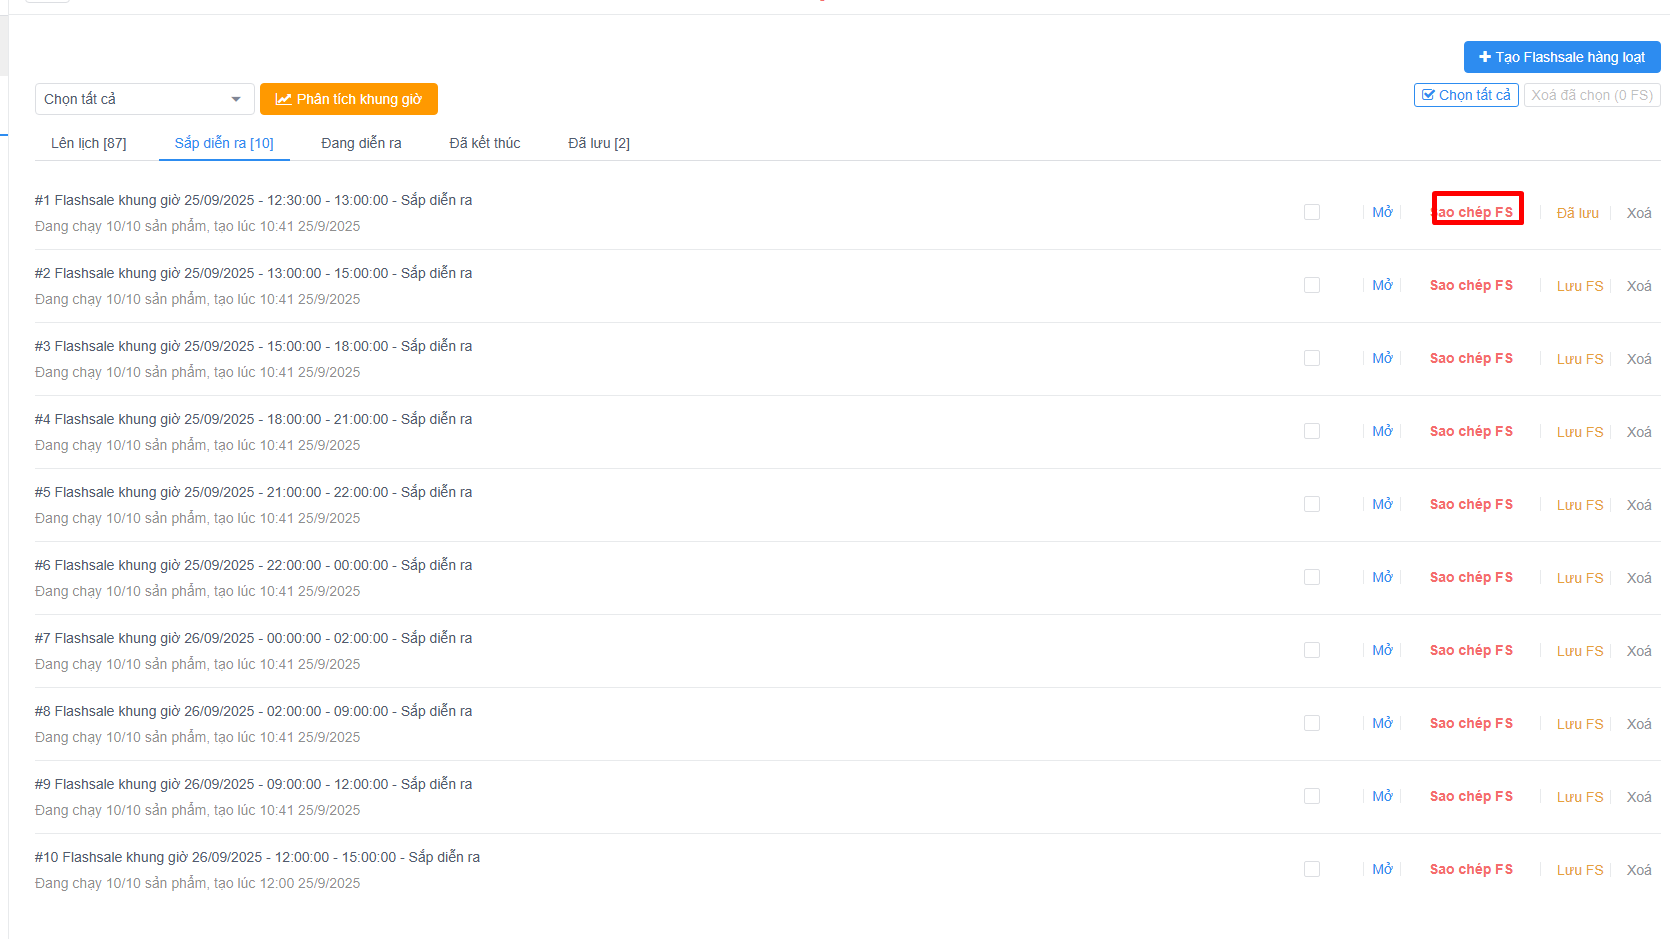 Tạo Flashsale hàng loạt
Chọn tất cả
Phân tích khung giờ
Chọn tất cả
Xoá đã chọn (0 FS)
Lên lịch [87]
Sắp diễn ra [10]
Đang diễn ra
Đã kết thúc
Đã lưu [2]
#1 Flashsale khung giờ 25/09/2025 - 12:30:00 - 13:00:00 - Sắp diễn ra
Đang chạy 10/10 sản phẩm, tạo lúc 10:41 25/9/2025
Mở
Sao chép FS
Đã lưu
Xoá
#2 Flashsale khung giờ 25/09/2025 - 13:00:00 - 15:00:00 - Sắp diễn ra
Đang chạy 10/10 sản phẩm, tạo lúc 10:41 25/9/2025
Mở
Sao chép FS
Lưu FS
Xoá
#3 Flashsale khung giờ 25/09/2025 - 15:00:00 - 18:00:00 - Sắp diễn ra
Đang chạy 10/10 sản phẩm, tạo lúc 10:41 25/9/2025
Mở
Sao chép FS
Lưu FS
Xoá
#4 Flashsale khung giờ 25/09/2025 - 18:00:00 - 21:00:00 - Sắp diễn ra
Đang chạy 10/10 sản phẩm, tạo lúc 10:41 25/9/2025
Mở
Sao chép FS
Lưu FS
Xoá
#5 Flashsale khung giờ 25/09/2025 - 21:00:00 - 22:00:00 - Sắp diễn ra
Đang chạy 10/10 sản phẩm, tạo lúc 10:41 25/9/2025
Mở
Sao chép FS
Lưu FS
Xoá
#6 Flashsale khung giờ 25/09/2025 - 22:00:00 - 00:00:00 - Sắp diễn ra
Đang chạy 10/10 sản phẩm, tạo lúc 10:41 25/9/2025
Mở
Sao chép FS
Lưu FS
Xoá
#7 Flashsale khung giờ 26/09/2025 - 00:00:00 - 02:00:00 - Sắp diễn ra
Đang chạy 10/10 sản phẩm, tạo lúc 10:41 25/9/2025
Mở
Sao chép FS
Lưu FS
Xoá
#8 Flashsale khung giờ 26/09/2025 - 02:00:00 - 09:00:00 - Sắp diễn ra
Đang chạy 10/10 sản phẩm, tạo lúc 10:41 25/9/2025
Mở
Sao chép FS
Lưu FS
Xoá
#9 Flashsale khung giờ 26/09/2025 - 09:00:00 - 12:00:00 - Sắp diễn ra
Đang chạy 10/10 sản phẩm, tạo lúc 10:41 25/9/2025
Mở
Sao chép FS
Lưu FS
Xoá
#10 Flashsale khung giờ 26/09/2025 - 12:00:00 - 15:00:00 - Sắp diễn ra
Đang chạy 10/10 sản phẩm, tạo lúc 12:00 25/9/2025
Mở
Sao chép FS
Lưu FS
Xoá